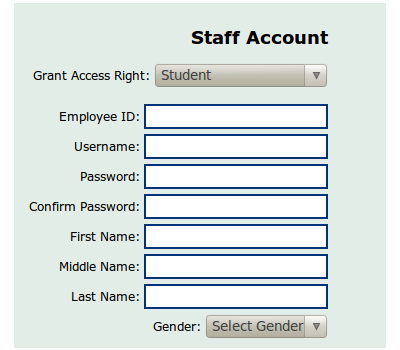 Staff Account
Grant Access Right: Student
Employee ID:
Username:
Password:
Confirm Password:
First Name:
Middle Name:
Last Name:
Gender: Select Gender